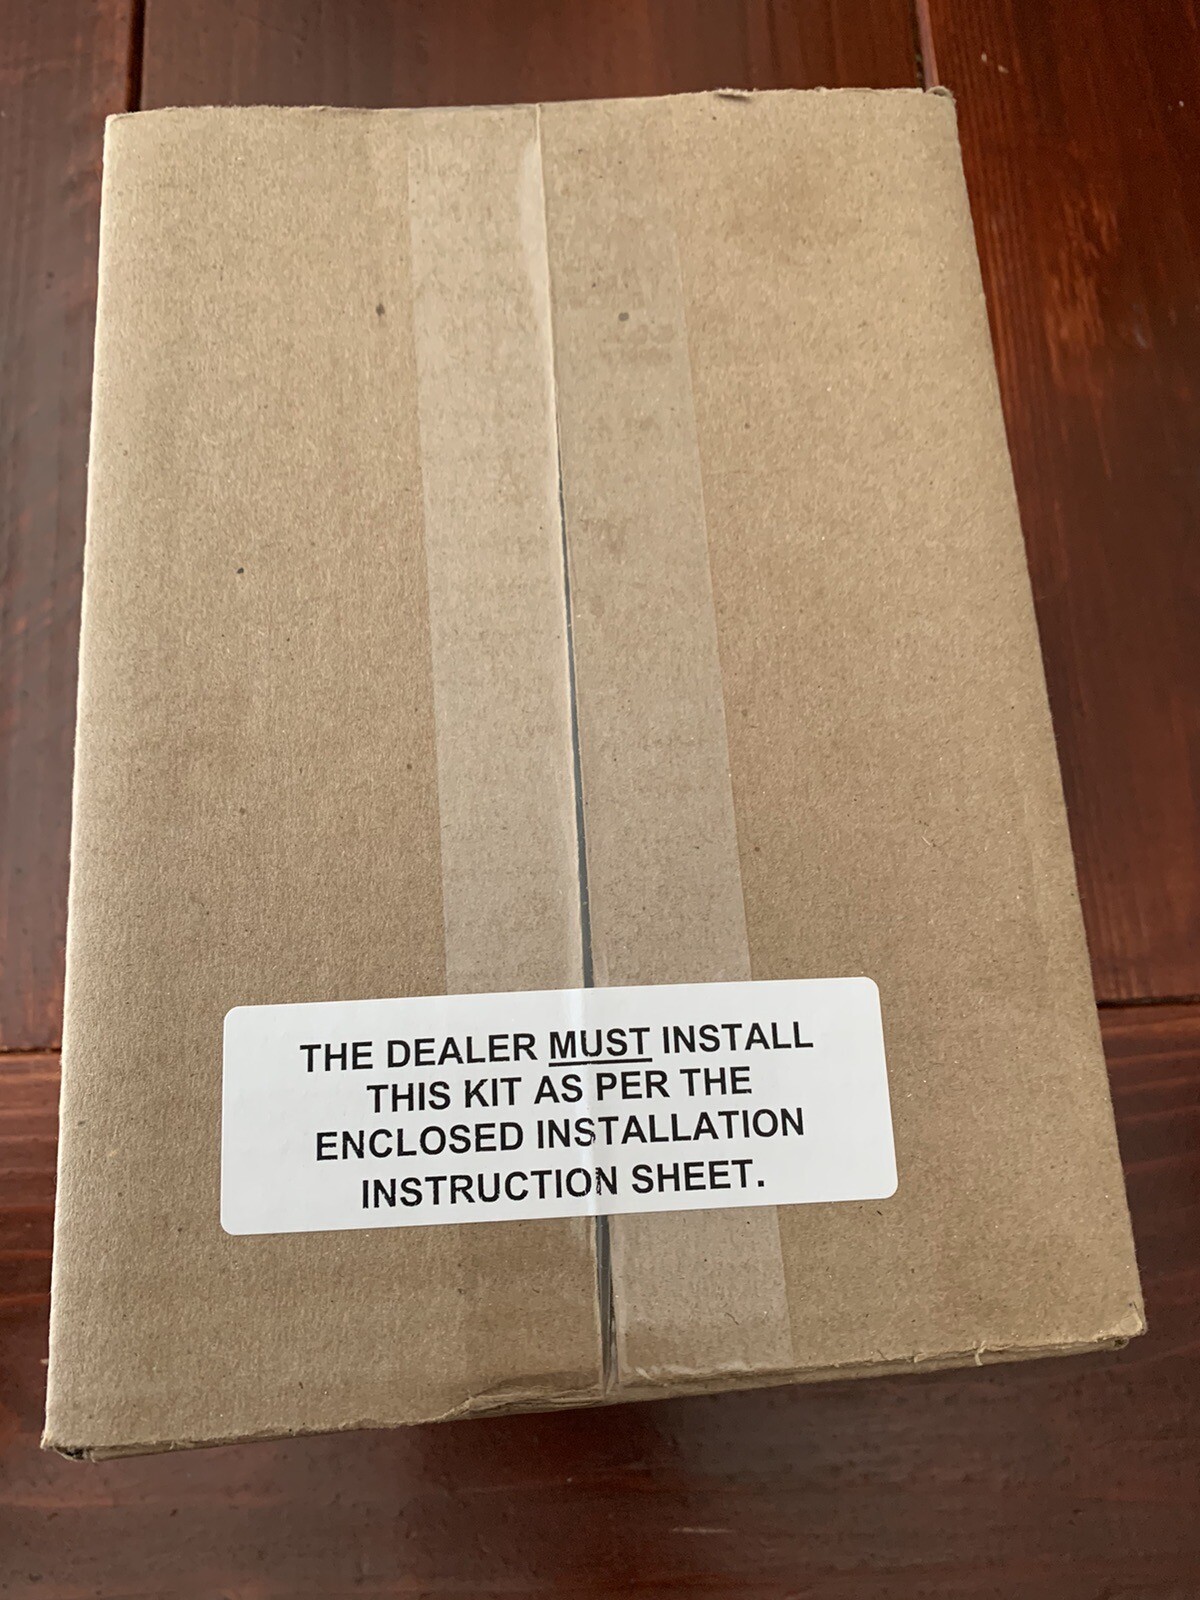 THE DEALER MUST INSTALL
THIS KIT AS PER THE
ENCLOSED INSTALLATION
INSTRUCTION SHEET.